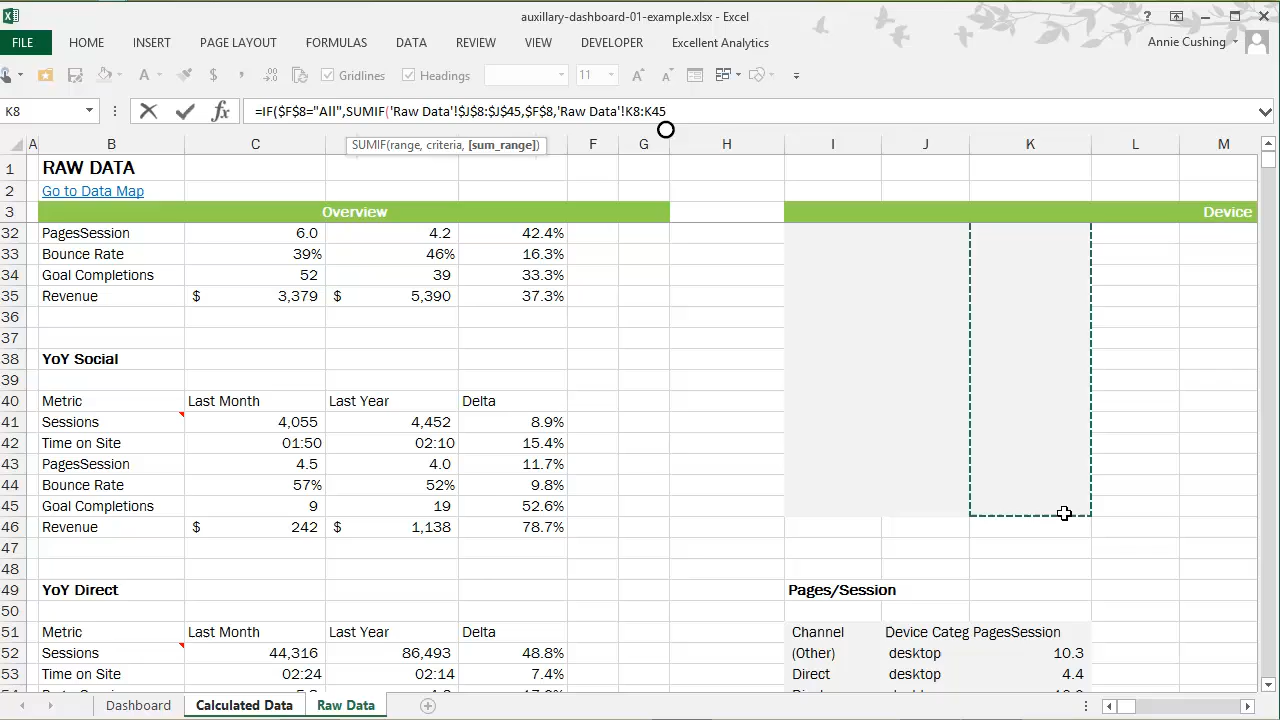 auxillary-dashboard-01-example.xlsx - Excel
?
FILE HOME INSERT PAGE LAYOUT FORMULAS DATA REVIEW VIEW DEVELOPER Excellent Analytics Annie Cushing
A $ , Gridlines Headings 11 A A
K8 fx =IF($F$8="All",SUMIF('Raw Data'!$J$8:$J$45,$F$8,'Raw Data'!K8:K45
SUMIF(range, criteria, [sum_range])
A B C F G H I J K L M
1 RAW DATA
2 Go to Data Map
3 Overview Device
32 PagesSession 6.0 4.2 42.4%
33 Bounce Rate 39% 46% 16.3%
34 Goal Completions 52 39 33.3%
35 Revenue $ 3,379 $ 5,390 37.3%
36
37
38 YoY Social
39
40 Metric Last Month Last Year Delta
41 Sessions 4,055 4,452 8.9%
42 Time on Site 01:50 02:10 15.4%
43 PagesSession 4.5 4.0 11.7%
44 Bounce Rate 57% 52% 9.8%
45 Goal Completions 9 19 52.6%
46 Revenue $ 242 $ 1,138 78.7%
47
48
49 YoY Direct Pages/Session
50
51 Metric Last Month Last Year Delta Channel Device Categ PagesSession
52 Sessions 44,316 86,493 48.8% (Other) desktop 10.3
53 Time on Site 02:24 02:14 7.4% Direct desktop 4.4
Dashboard Calculated Data Raw Data